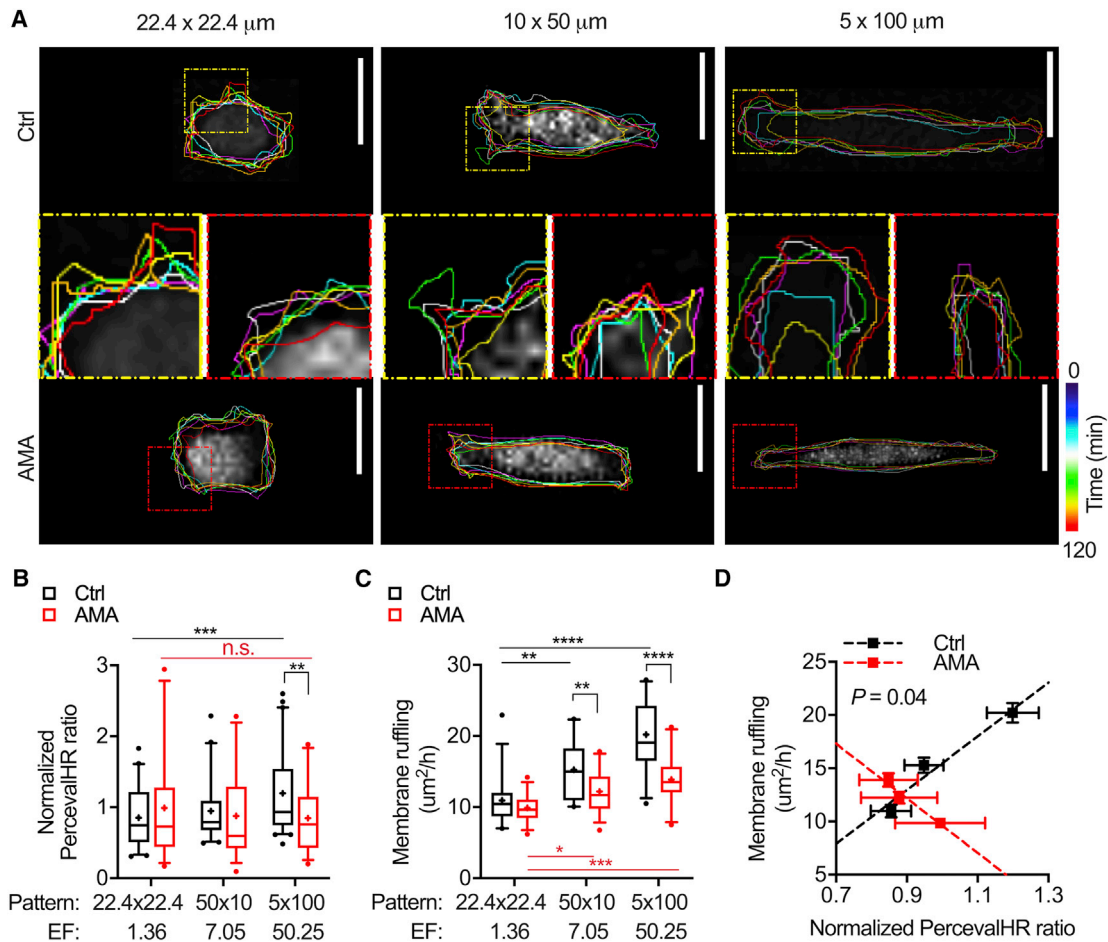 A
22.4 x 22.4 μm
10 x 50 μm
5 x 100 μm
Ctrl
AMA
0
Time (min)
120
B
Ctrl
AMA
***
n.s.
**
3
2
1
0
Normalized
PercevalHR ratio
Pattern: 22.4x22.4 50x10 5x100
EF: 1.36 7.05 50.25
C
Ctrl
AMA
****
**
**
****
*
***
30
20
10
0
Membrane ruffling
(um²/h)
Pattern: 22.4x22.4 50x10 5x100
EF: 1.36 7.05 50.25
D
Ctrl
AMA
P = 0.04
25
20
15
10
5
Membrane ruffling
(um²/h)
0.7 0.9 1.1 1.3
Normalized PercevalHR ratio